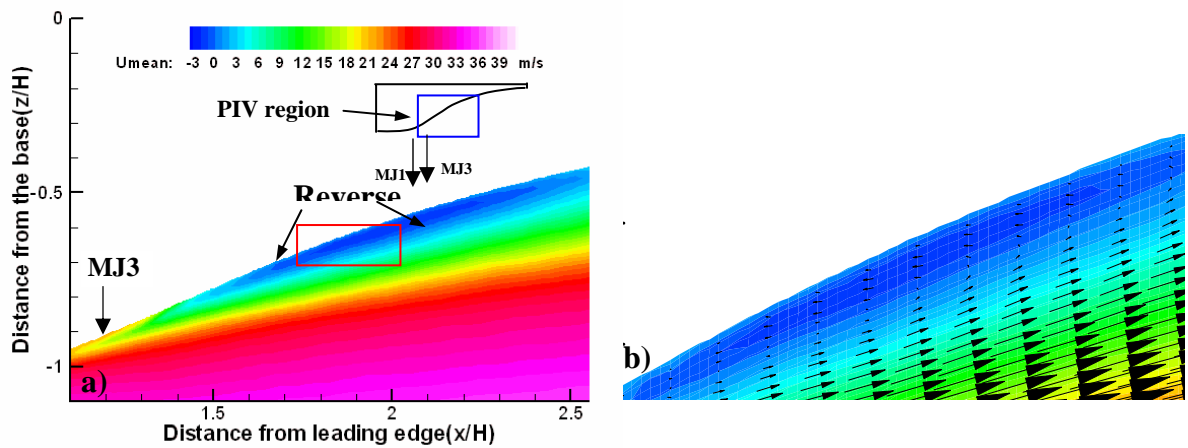 0
Umean: -3 0 3 6 9 12 15 18 21 24 27 30 33 36 39 m/s
PIV region
MJ1 MJ3
-0.5
Reverse
MJ3
-1
a)
1.5 2 2.5
Distance from leading edge(x/H)
Distance from the base(z/H)
b)